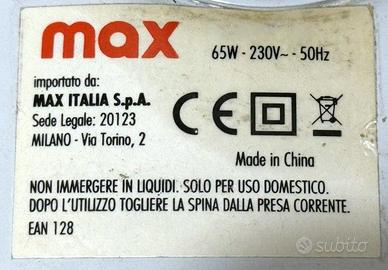 max
65W - 230V~ - 50Hz
importato da:
MAX ITALIA S.p.A.
Sede Legale: 20123
MILANO - Via Torino, 2
CE
Made in China
NON IMMERGERE IN LIQUIDI. SOLO PER USO DOMESTICO.
DOPO L'UTILIZZO TOGLIERE LA SPINA DALLA PRESA CORRENTE.
EAN 128
subito